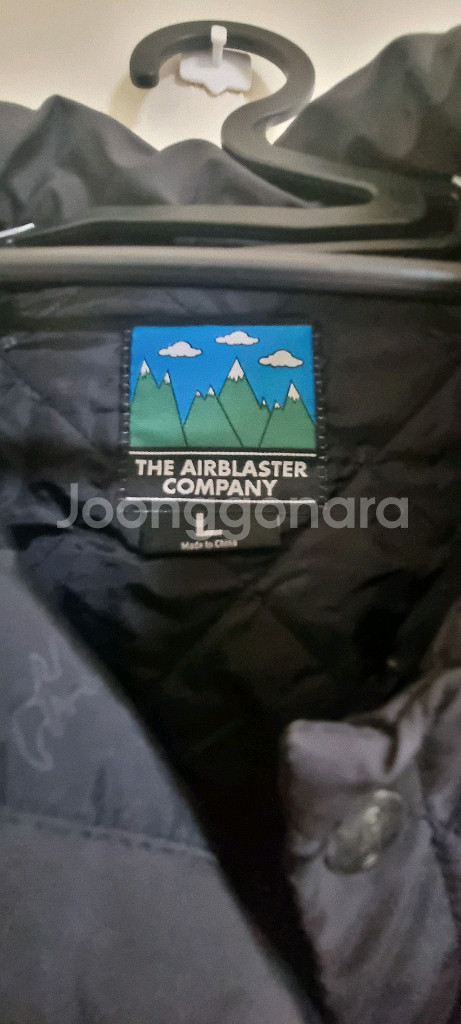 THE AIRBLASTER
COMPANY
Joonggonara
L
Made in China